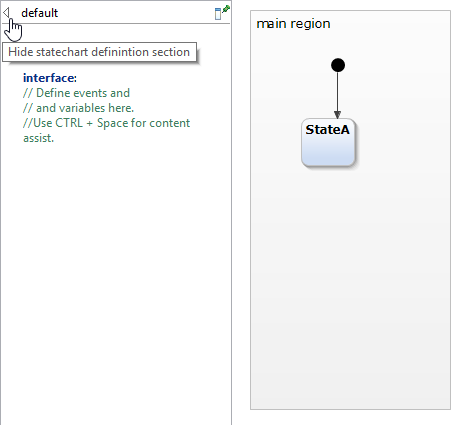 default
Hide statechart definintion section
interface:
// Define events and
// and variables here.
//Use CTRL + Space for content
assist.
main region
StateA